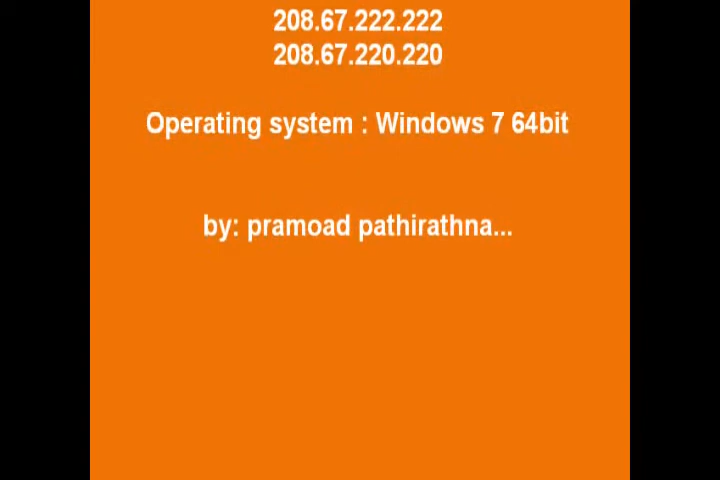 208.67.222.222
208.67.220.220
Operating system : Windows 7 64bit
by: pramoad pathirathna...